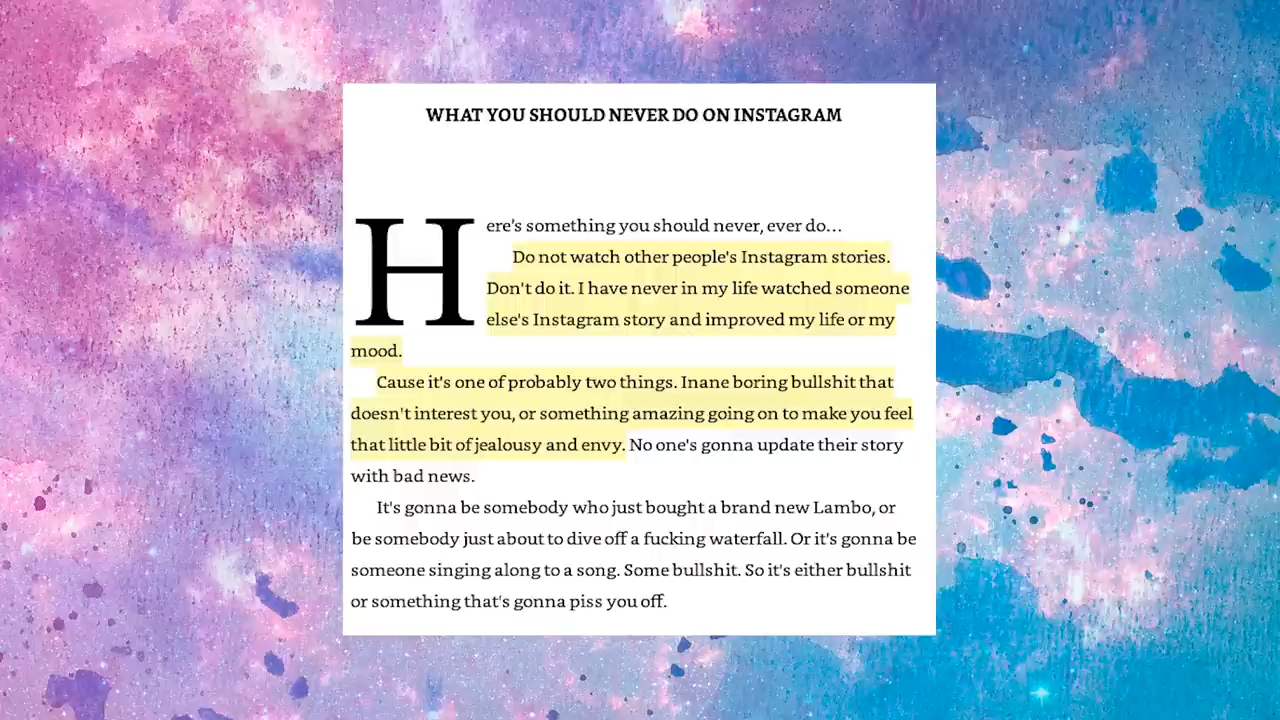 WHAT YOU SHOULD NEVER DO ON INSTAGRAM
Here's something you should never, ever do...
Do not watch other people's Instagram stories.
Don't do it. I have never in my life watched someone
else's Instagram story and improved my life or my
mood.
Cause it's one of probably two things. Inane boring bullshit that
doesn't interest you, or something amazing going on to make you feel
that little bit of jealousy and envy. No one's gonna update their story
with bad news.
It's gonna be somebody who just bought a brand new Lambo, or
be somebody just about to dive off a fucking waterfall. Or it's gonna be
someone singing along to a song. Some bullshit. So it's either bullshit
or something that's gonna piss you off.